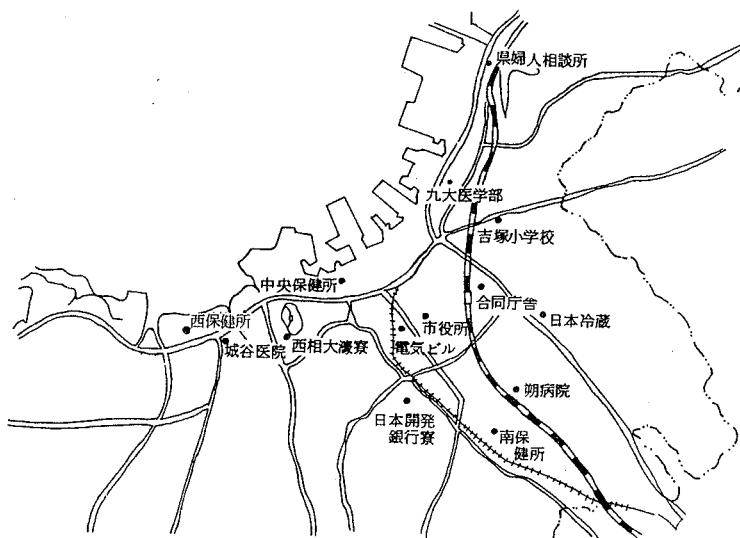 県婦人相談所
九大医学部
吉塚小学校
中央保健所
合同庁舎
西保健所
市役所
日本冷蔵
城谷医院
西相大濠寮
電気ビル
朔病院
日本開発
銀行寮
南保
健所